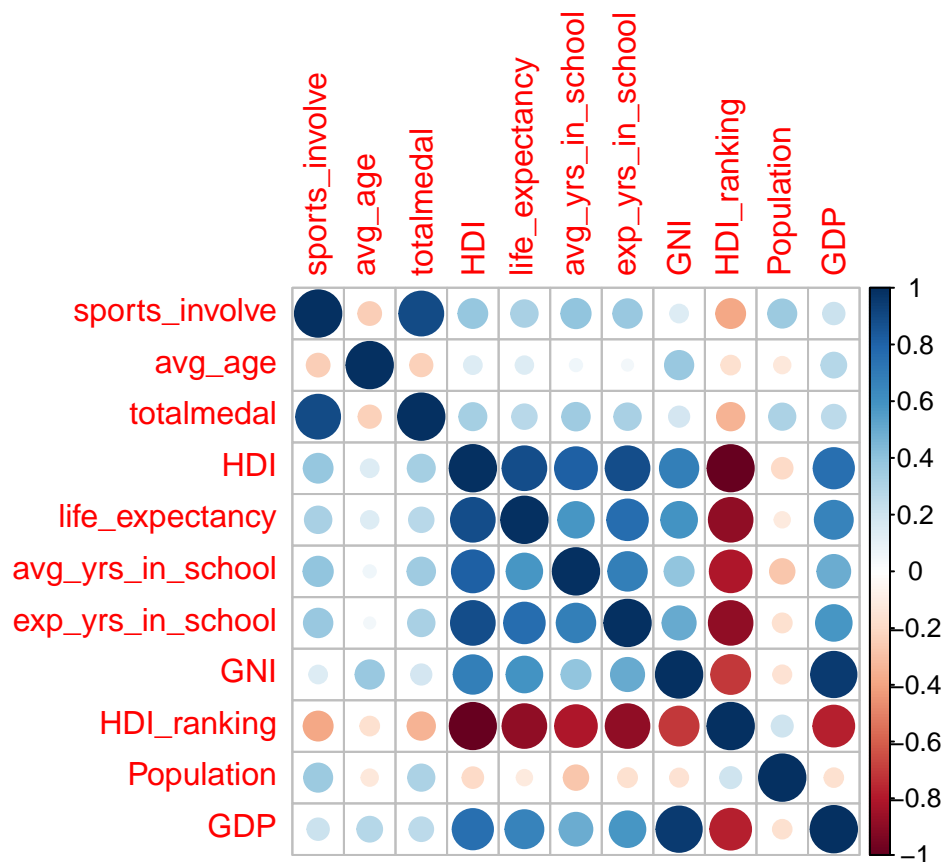 sports_involve
avg_age
totalmedal
HDI
life_expectancy
avg_yrs_in_school
exp_yrs_in_school
GNI
HDI_ranking
Population
GDP
sports_involve
avg_age
totalmedal
HDI
life_expectancy
avg_yrs_in_school
exp_yrs_in_school
GNI
HDI_ranking
Population
GDP
1
0.8
0.6
0.4
0.2
0
−0.2
−0.4
−0.6
−0.8
−1